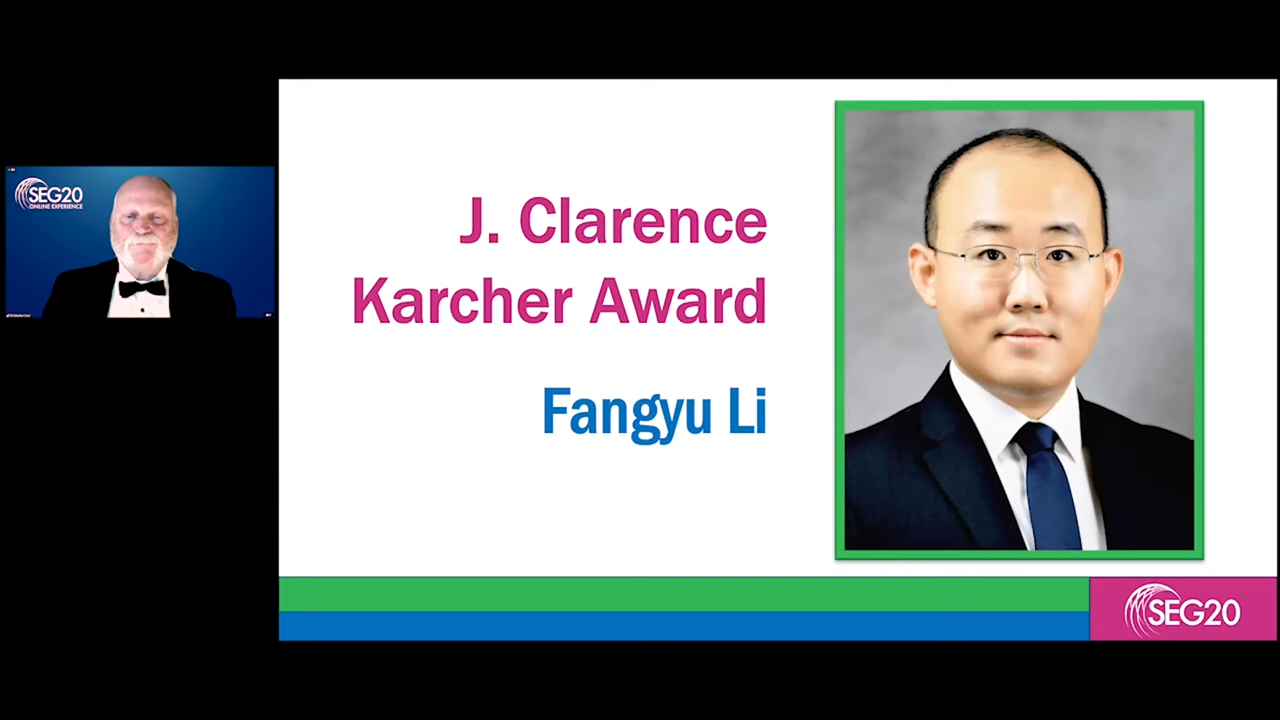 SEG20
ONLINE EXPERIENCE
J. Clarence
Karcher Award
Fangyu Li
SEG20